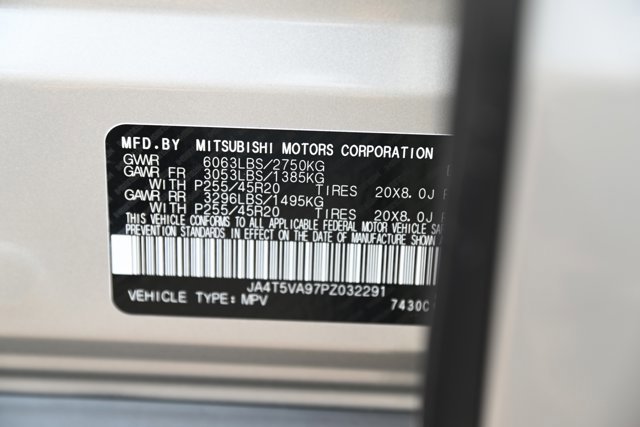 MFD.BY MITSUBISHI MOTORS CORPORATION
GVWR 6063LBS/2750KG
GAWR FR 3053LBS/1385KG
WITH P255/45R20 TIRES 20X8.0J
GAWR RR 3296LBS/1495KG
WITH P255/45R20 TIRES 20X8.0J
THIS VEHICLE CONFORMS TO ALL APPLICABLE FEDERAL MOTOR VEHICLE
PREVENTION STANDARDS IN EFFECT ON THE DATE OF MANUFACTURE SHOWN
JA4T5VA97PZ032291
VEHICLE TYPE:MPV 7430C